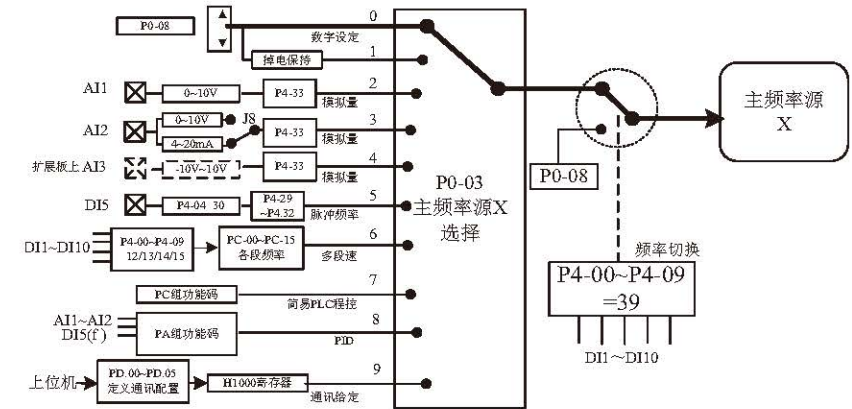 P0-08
0
数字设定
掉电保持
1
AI1
0~10V
P4-33
2
模拟量
AI2
0~10V
4~20mA
J8
P4-33
3
模拟量
扩展板上 AI3
-10V~10V
P4-33
4
模拟量
DI5
P4-04 30
P4-29
~P4.32
5
脉冲频率
DI1~DI10
P4-00~P4-09
12/13/14/15
PC-00~PC-15
各段频率
6
多段速
PC组功能码
7
简易PLC程控
AI1~AI2
DI5(f )
PA组功能码
8
PID
上位机
PD.00~PD.05
定义通讯配置
H1000寄存器
9
通讯给定
P0-03
主频率源X
选择
P0-08
主频率源
X
频率切换
P4-00~P4-09
=39
DI1～DI10